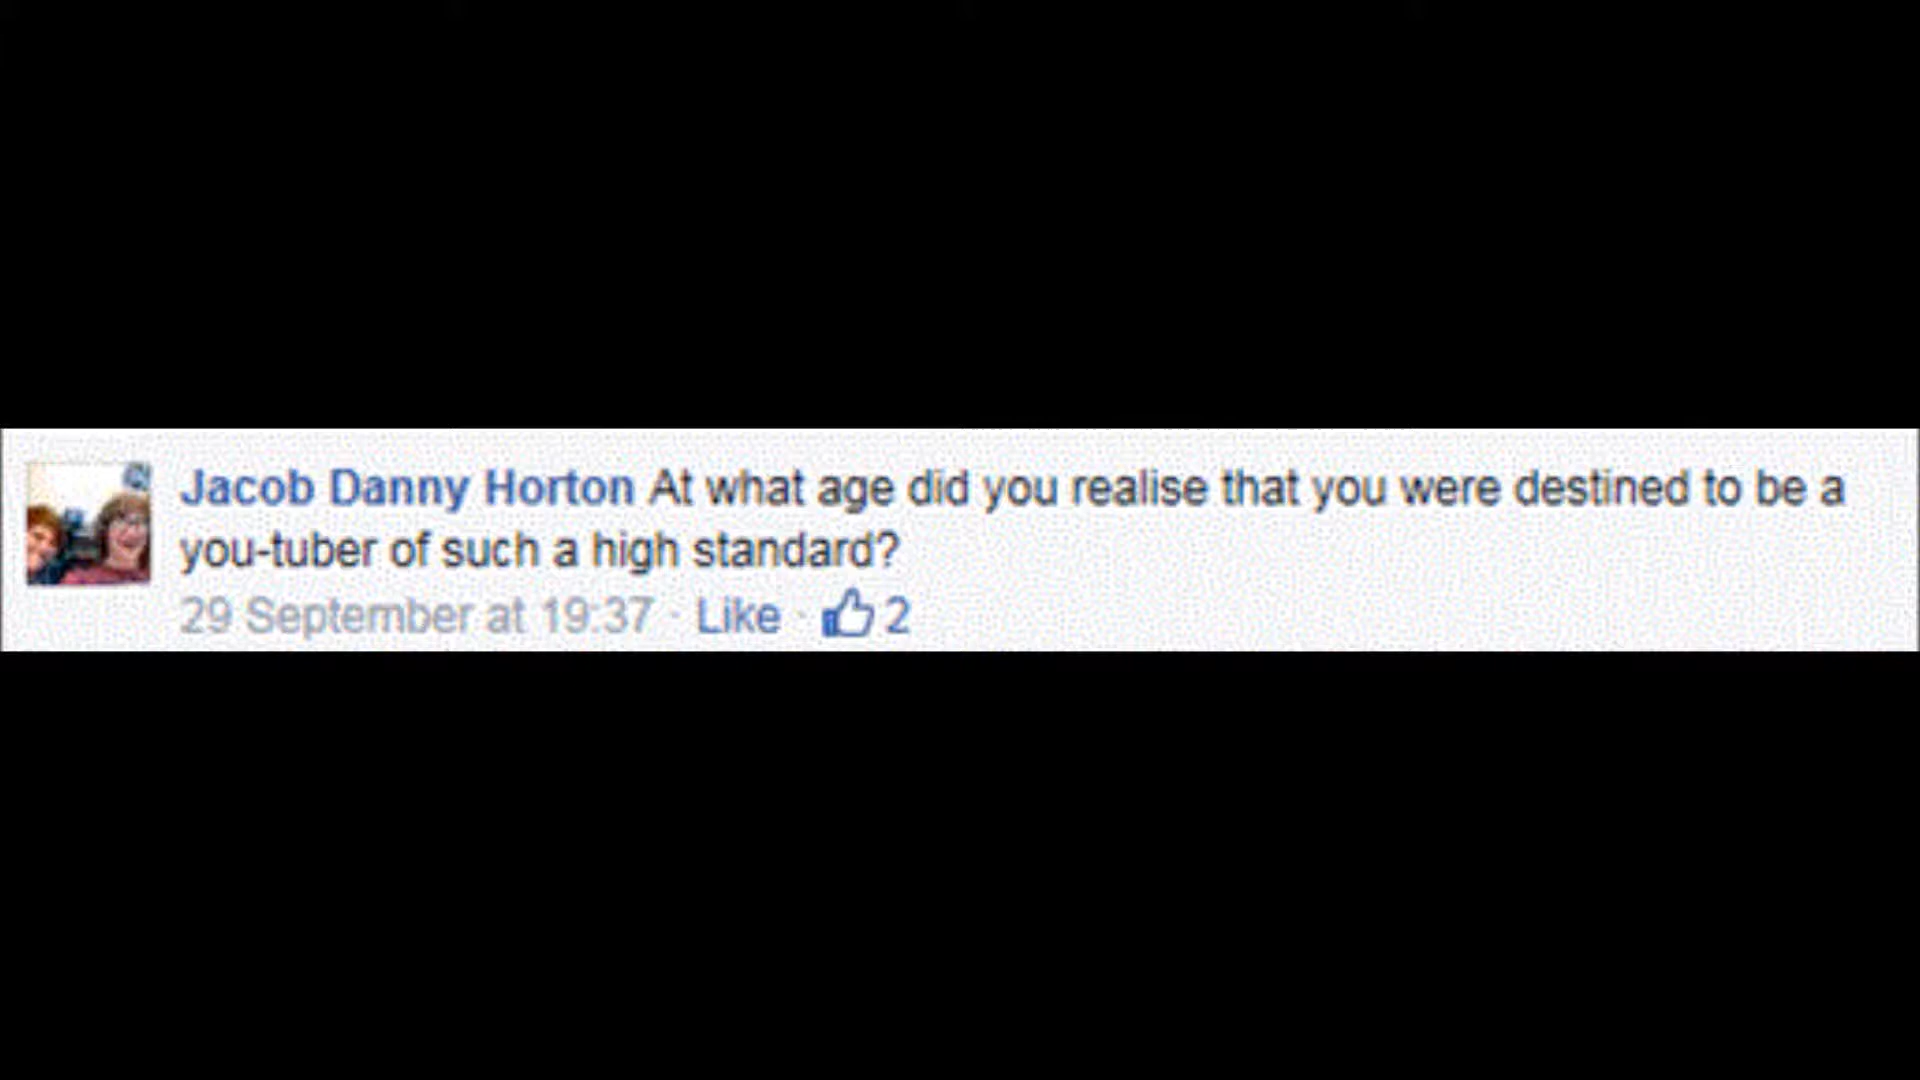 Jacob Danny Horton At what age did you realise that you were destined to be a
you-tuber of such a high standard?
29 September at 19:37 · Like · 2